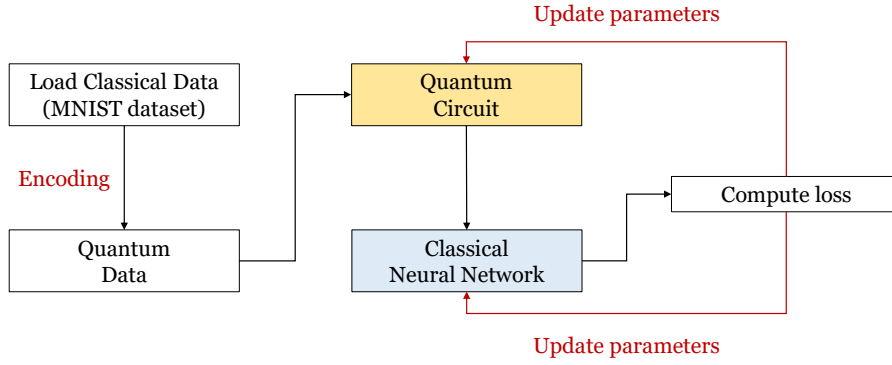 Update parameters
Load Classical Data
(MNIST dataset)
Quantum
Circuit
Encoding
Compute loss
Quantum
Data
Classical
Neural Network
Update parameters